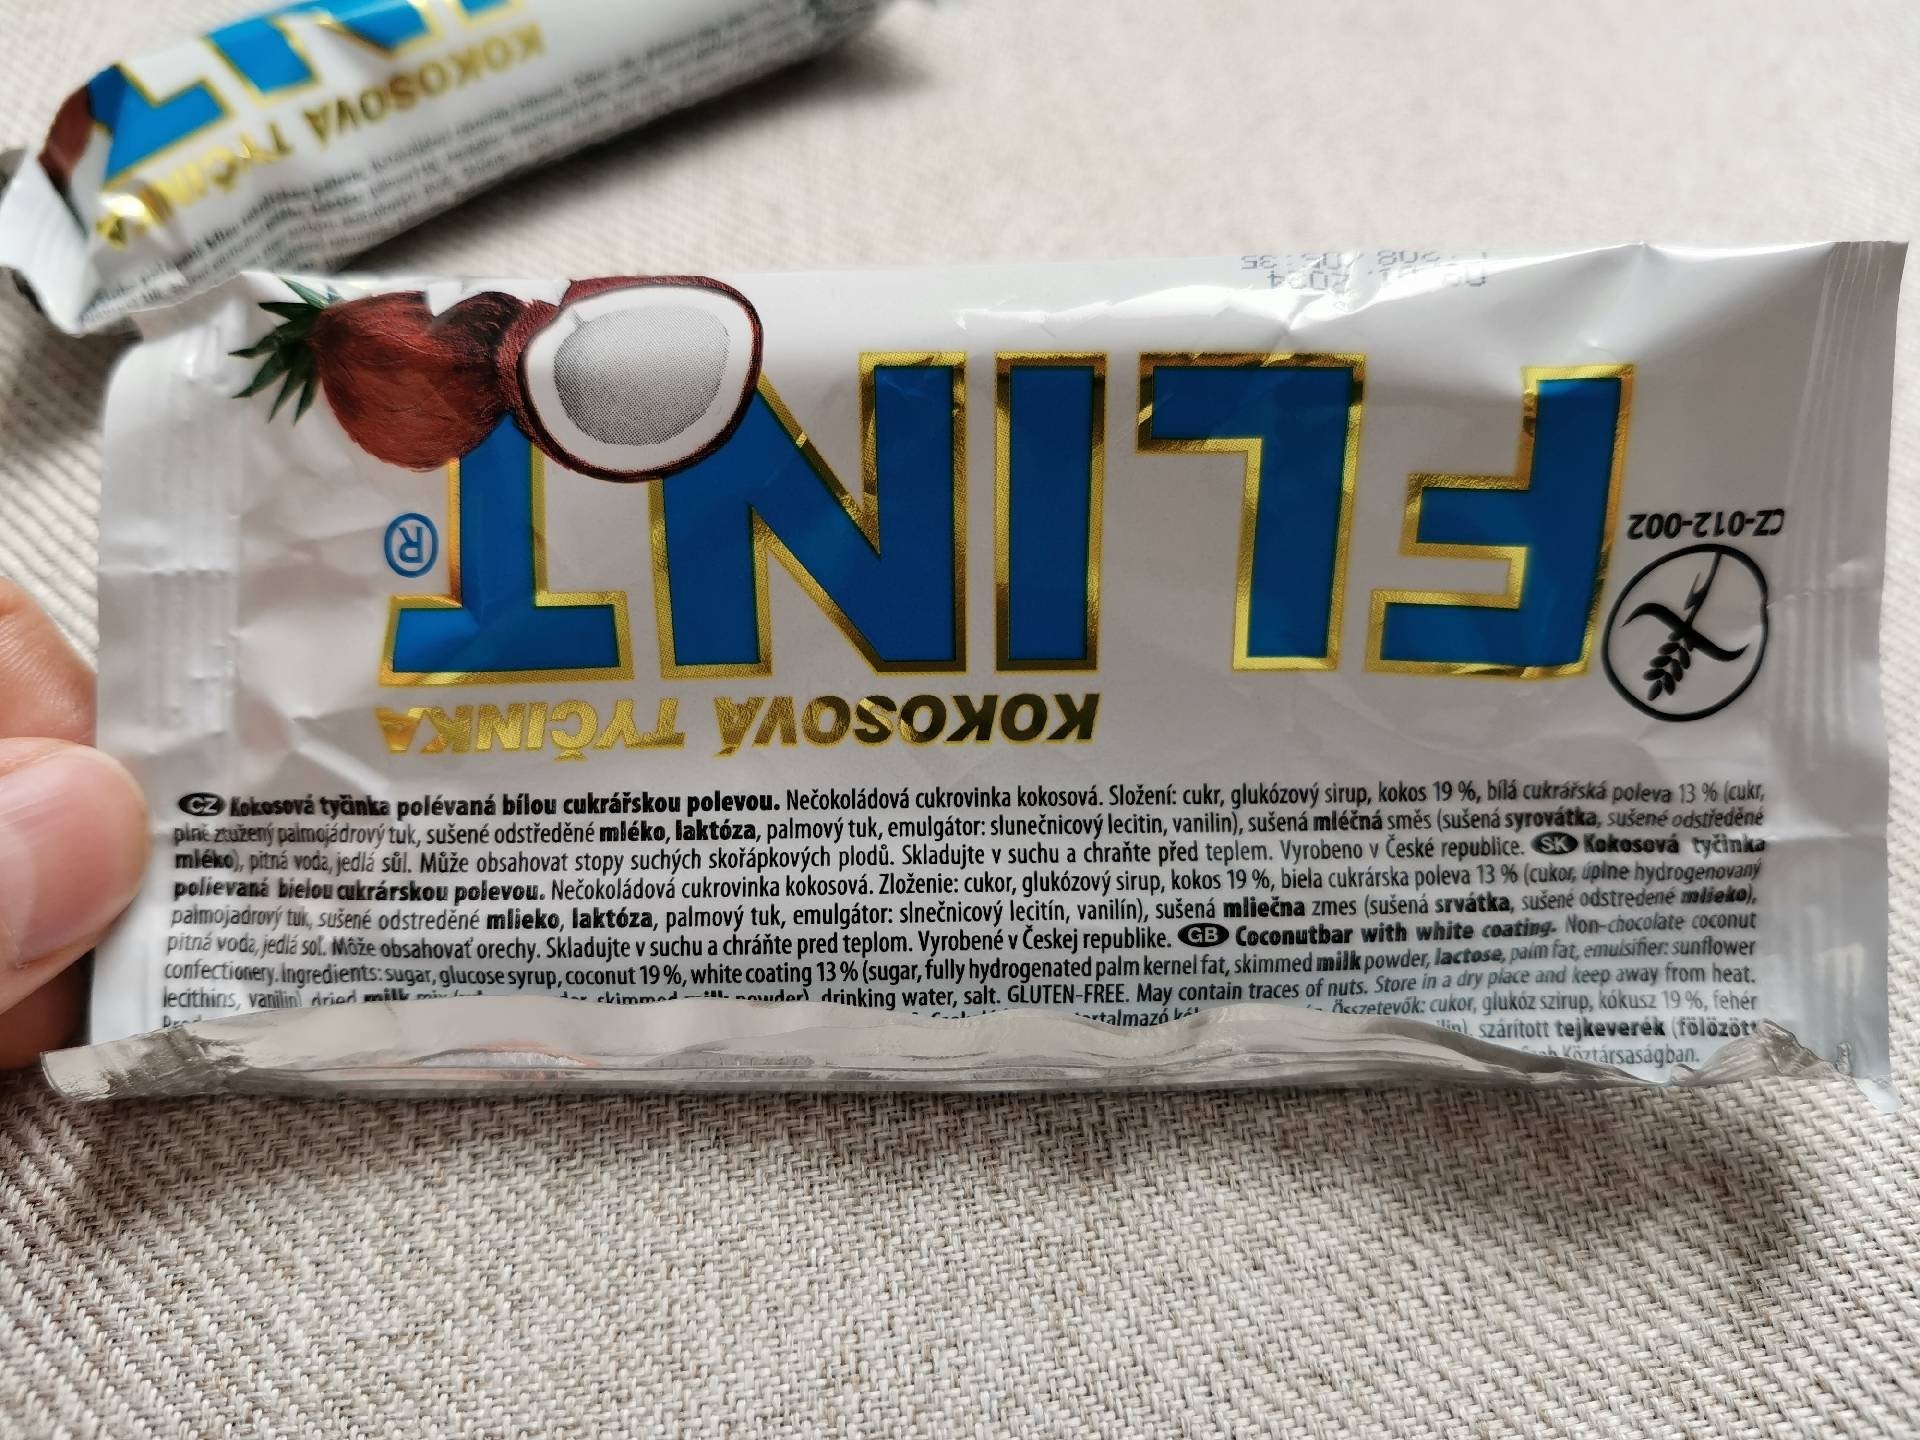 KOKOSOVÁ TYČINKA
FLINT®
KOKOSOVÁ TYČINKA
CZ-012-002
CZ Kokosová tyčinka polévaná bílou cukrářskou polevou. Nečokoládová cukrovinka kokosová. Složení: cukr, glukózový sirup, kokos 19 %, bílá cukrářská poleva 13 % (cukr,
plně ztužený palmojádrový tuk, sušené odstředěné mléko, laktóza, palmový tuk, emulgátor: slunečnicový lecitin, vanilin), sušená mléčná směs (sušená syrovátka, sušené odstředěné
mléko), pitná voda, jedlá sůl. Může obsahovat stopy suchých skořápkových plodů. Skladujte v suchu a chraňte před teplem. Vyrobeno v České republice. SK Kokosová tyčinka
polievaná bielou cukrárskou polevou. Nečokoládová cukrovinka kokosová. Zloženie: cukor, glukózový sirup, kokos 19 %, biela cukrárska poleva 13 % (cukor, úplne hydrogenovaný
palmojadrový tuk, sušené odstreděné mlieko, laktóza, palmový tuk, emulgátor: slnečnicový lecitín, vanilín), sušená mliečna zmes (sušená srvátka, sušené odstredené mlieko),
pitná voda, jedlá soľ. Môže obsahovať orechy. Skladujte v suchu a chráňte pred teplom. Vyrobené v Českej republike. GB Coconutbar with white coating. Non-chocolate coconut
confectionery. Ingredients: sugar, glucose syrup, coconut 19 %, white coating 13 % (sugar, fully hydrogenated palm kernel fat, skimmed milk powder, lactose, palm fat, emulsifier: sunflower
lecithins, vanilin) dried milk skimmed milk powder), drinking water, salt. GLUTEN-FREE. May contain traces of nuts. Store in a dry place and keep away from heat.
Összetevők: cukor, glukóz szirup, kókusz 19 %, fehér
szárított tejkeverék (fölözött
Köztársaságban.